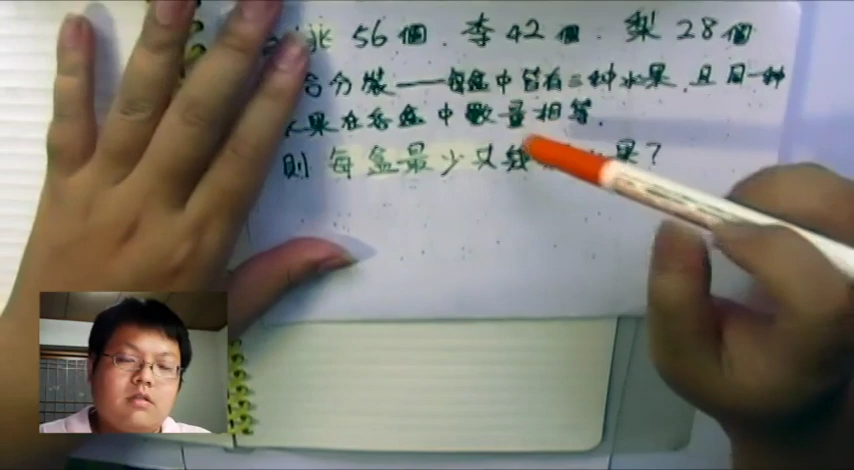 桃 56 個. 李 42 個. 梨 28 個
合分裝——每盒中皆有三种水果, 且同一种
水果在各盒中數量相等.
則每盒最少共 果?